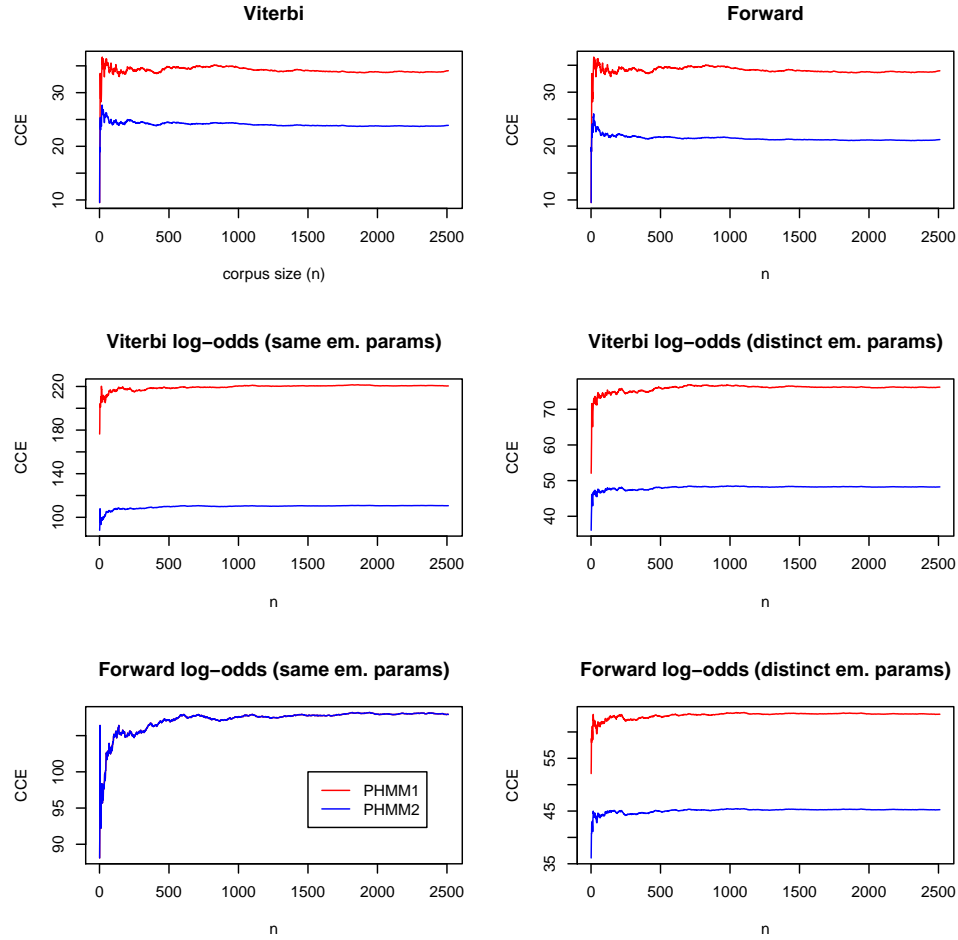 Viterbi
CCE
10
20
30
0 500 1000 1500 2000 2500
corpus size (n)
Forward
CCE
10
20
30
0 500 1000 1500 2000 2500
n
Viterbi log−odds (same em. params)
CCE
100
140
180
220
0 500 1000 1500 2000 2500
n
Viterbi log−odds (distinct em. params)
CCE
40
50
60
70
0 500 1000 1500 2000 2500
n
Forward log−odds (same em. params)
CCE
90
95
100
PHMM1
PHMM2
0 500 1000 1500 2000 2500
n
Forward log−odds (distinct em. params)
CCE
35
45
55
0 500 1000 1500 2000 2500
n